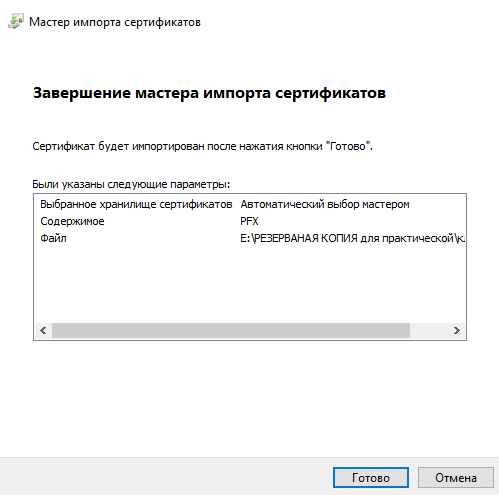 Мастер импорта сертификатов
Завершение мастера импорта сертификатов
Сертификат будет импортирован после нажатия кнопки "Готово".
Были указаны следующие параметры:
Выбранное хранилище сертификатов Автоматический выбор мастером
Содержимое PFX
Файл E:\РЕЗЕРВАНАЯ КОПИЯ для практической\
Готово Отмена